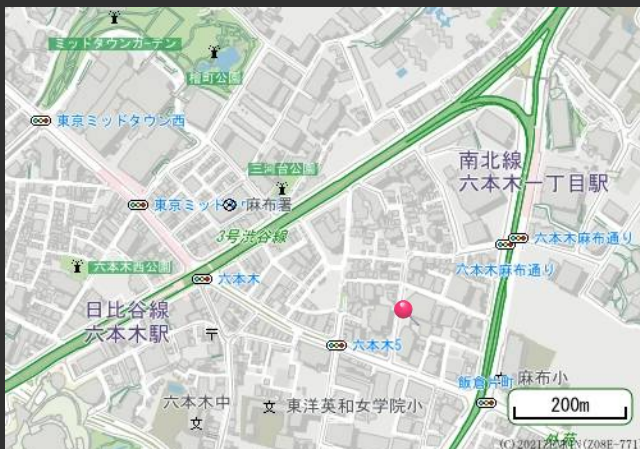 ミッドタウンガーデン
檜町公園
東京ミッドタウン西
三河台公園
南北線
六本木一丁目駅
東京ミッドタウ
麻布署
3号渋谷線
六本木麻布通り
六本木西公園
六本木
六本木麻布通り
日比谷線
六本木駅
六本木5
飯倉片町
麻布小
六本木中
東洋英和女学院小
200m
(C)2021ZENRIN(Z08E-771